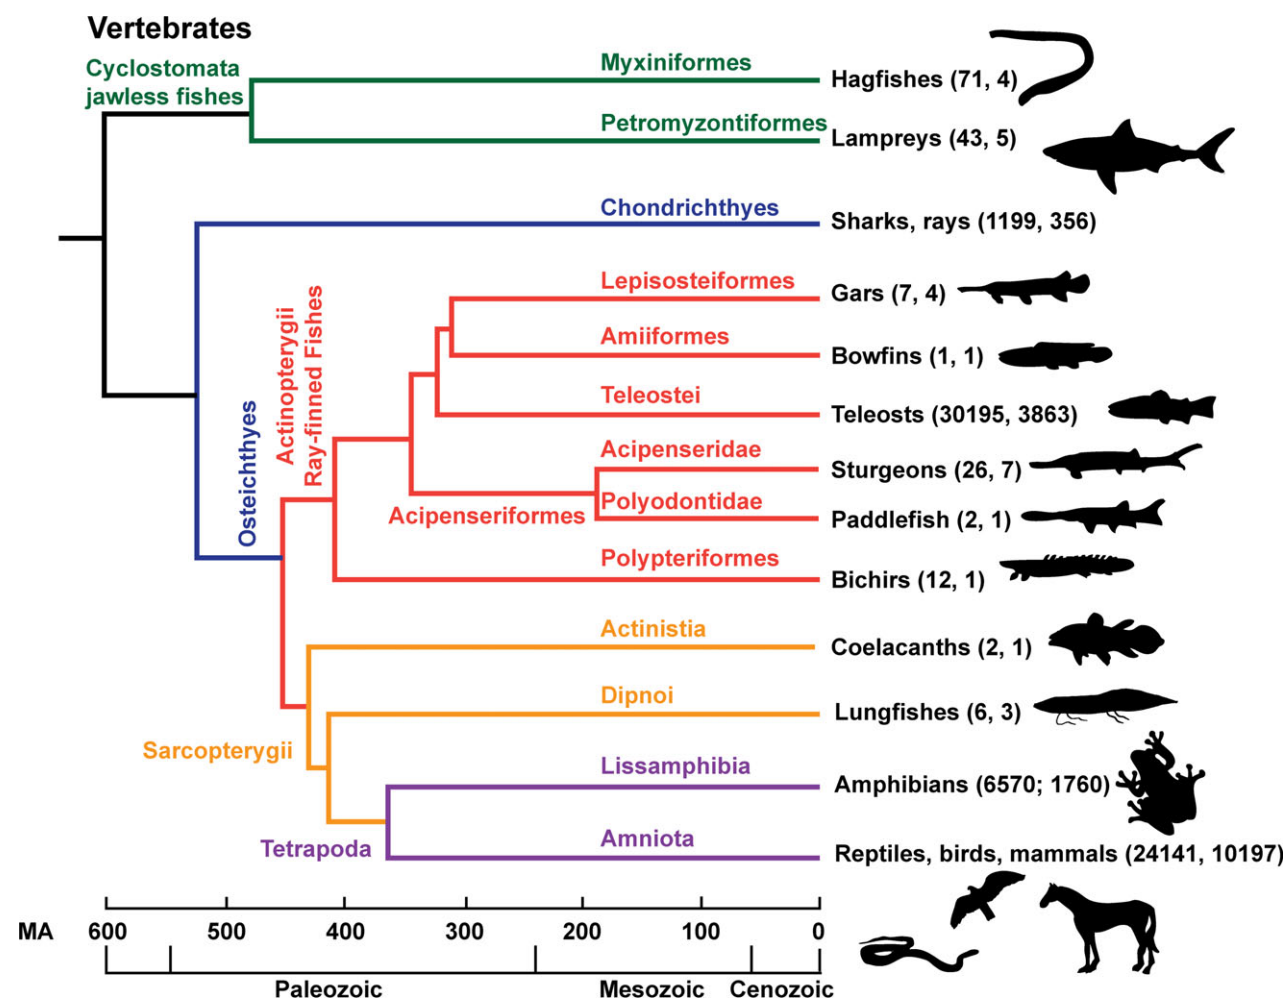 Vertebrates
Cyclostomata
jawless fishes
Myxiniformes
Hagfishes (71, 4)
Petromyzontiformes
Lampreys (43, 5)
Chondrichthyes
Sharks, rays (1199, 356)
Osteichthyes
Actinopterygii
Ray-finned Fishes
Lepisosteiformes
Gars (7, 4)
Amiiformes
Bowfins (1, 1)
Teleostei
Teleosts (30195, 3863)
Acipenseridae
Sturgeons (26, 7)
Acipenseriformes
Polyodontidae
Paddlefish (2, 1)
Polypteriformes
Bichirs (12, 1)
Actinistia
Coelacanths (2, 1)
Dipnoi
Lungfishes (6, 3)
Sarcopterygii
Lissamphibia
Amphibians (6570; 1760)
Tetrapoda
Amniota
Reptiles, birds, mammals (24141, 10197)
MA 600 500 400 300 200 100 0
Paleozoic Mesozoic Cenozoic